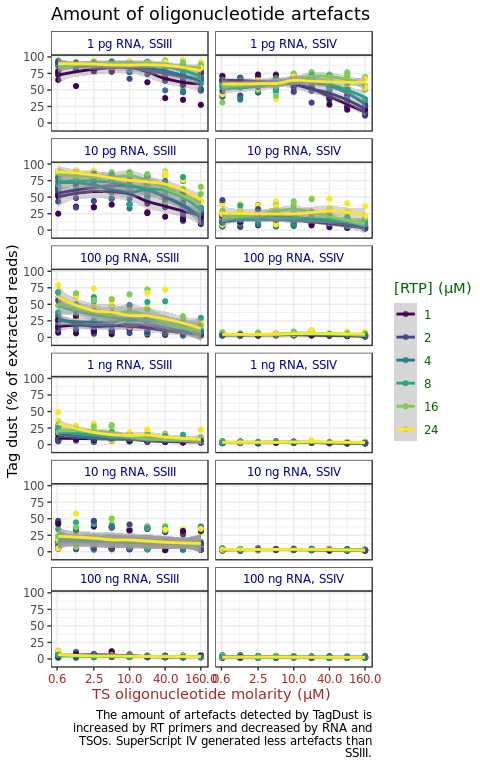 Amount of oligonucleotide artefacts
1 pg RNA, SSIII
1 pg RNA, SSIV
100
75
50
25
0
10 pg RNA, SSIII
10 pg RNA, SSIV
100
75
50
25
0
100 pg RNA, SSIII
100 pg RNA, SSIV
100
75
50
25
0
1 ng RNA, SSIII
1 ng RNA, SSIV
100
75
50
25
0
10 ng RNA, SSIII
10 ng RNA, SSIV
100
75
50
25
0
100 ng RNA, SSIII
100 ng RNA, SSIV
100
75
50
25
0
0.6 2.5 10.0 40.0 160.0
0.6 2.5 10.0 40.0 160.0
TS oligonucleotide molarity (µM)
Tag dust (% of extracted reads)
[RTP] (µM)
1
2
4
8
16
24
The amount of artefacts detected by TagDust is
increased by RT primers and decreased by RNA and
TSOs. SuperScript IV generated less artefacts than
SSIII.